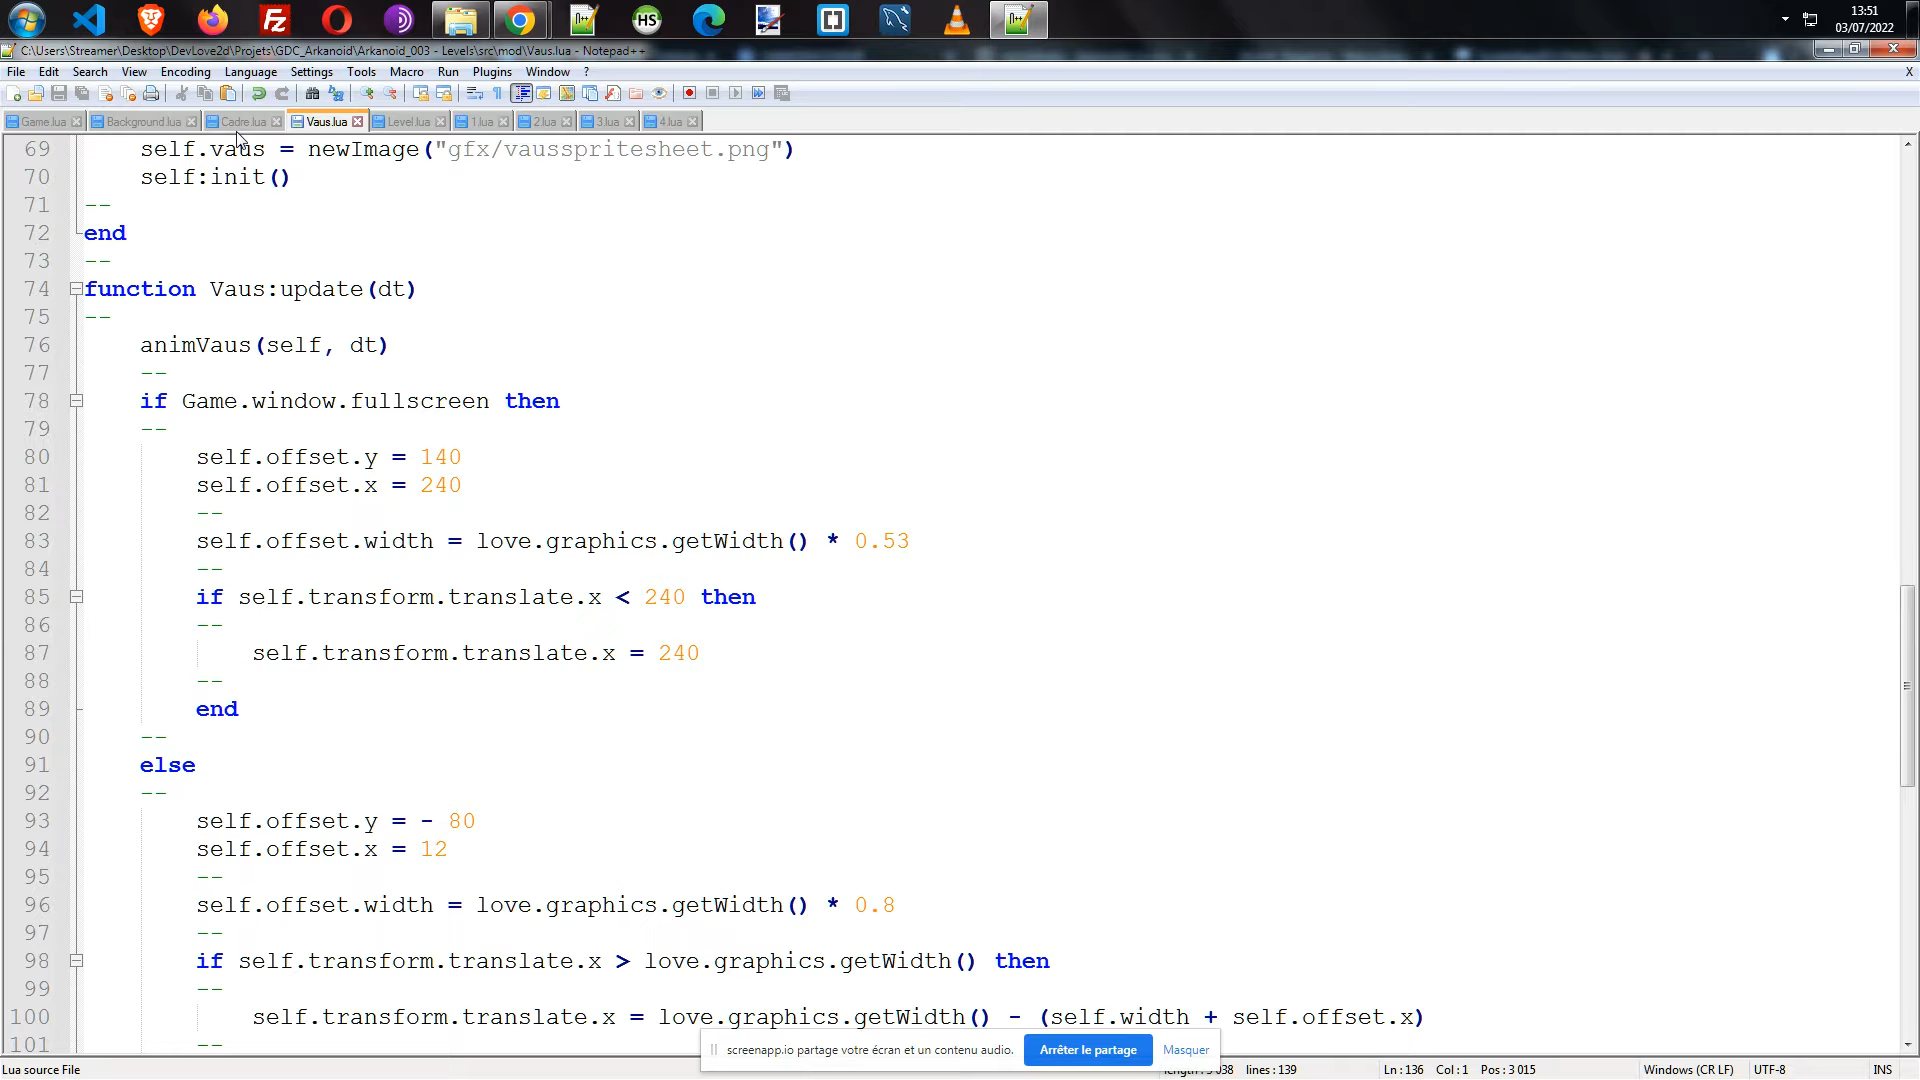 13:51
03/07/2022
C:\Users\Streamer\Desktop\DevLove2d\Projets\GDC_Arkanoid\Arkanoid_003 - Levels\src\mod\Vaus.lua - Notepad++
File Edit Search View Encoding Language Settings Tools Macro Run Plugins Window ? X
Game.lua Background.lua Cadre.lua Vaus.lua Level.lua 1.lua 2.lua 3.lua 4.lua
69 self.vaus = newImage("gfx/vausspritesheet.png")
70 self:init()
71 --
72 end
73 --
74 function Vaus:update(dt)
75 --
76 animVaus(self, dt)
77 --
78 if Game.window.fullscreen then
79 --
80 self.offset.y = 140
81 self.offset.x = 240
82 --
83 self.offset.width = love.graphics.getWidth() * 0.53
84 --
85 if self.transform.translate.x < 240 then
86 --
87 self.transform.translate.x = 240
88 --
89 end
90 --
91 else
92 --
93 self.offset.y = - 80
94 self.offset.x = 12
95 --
96 self.offset.width = love.graphics.getWidth() * 0.8
97 --
98 if self.transform.translate.x > love.graphics.getWidth() then
99 --
100 self.transform.translate.x = love.graphics.getWidth() - (self.width + self.offset.x)
101 --
screenapp.io partage votre écran et un contenu audio. Arrêter le partage Masquer
Lua source File lines : 139 Ln : 136 Col : 1 Pos : 3 015 Windows (CR LF) UTF-8 INS